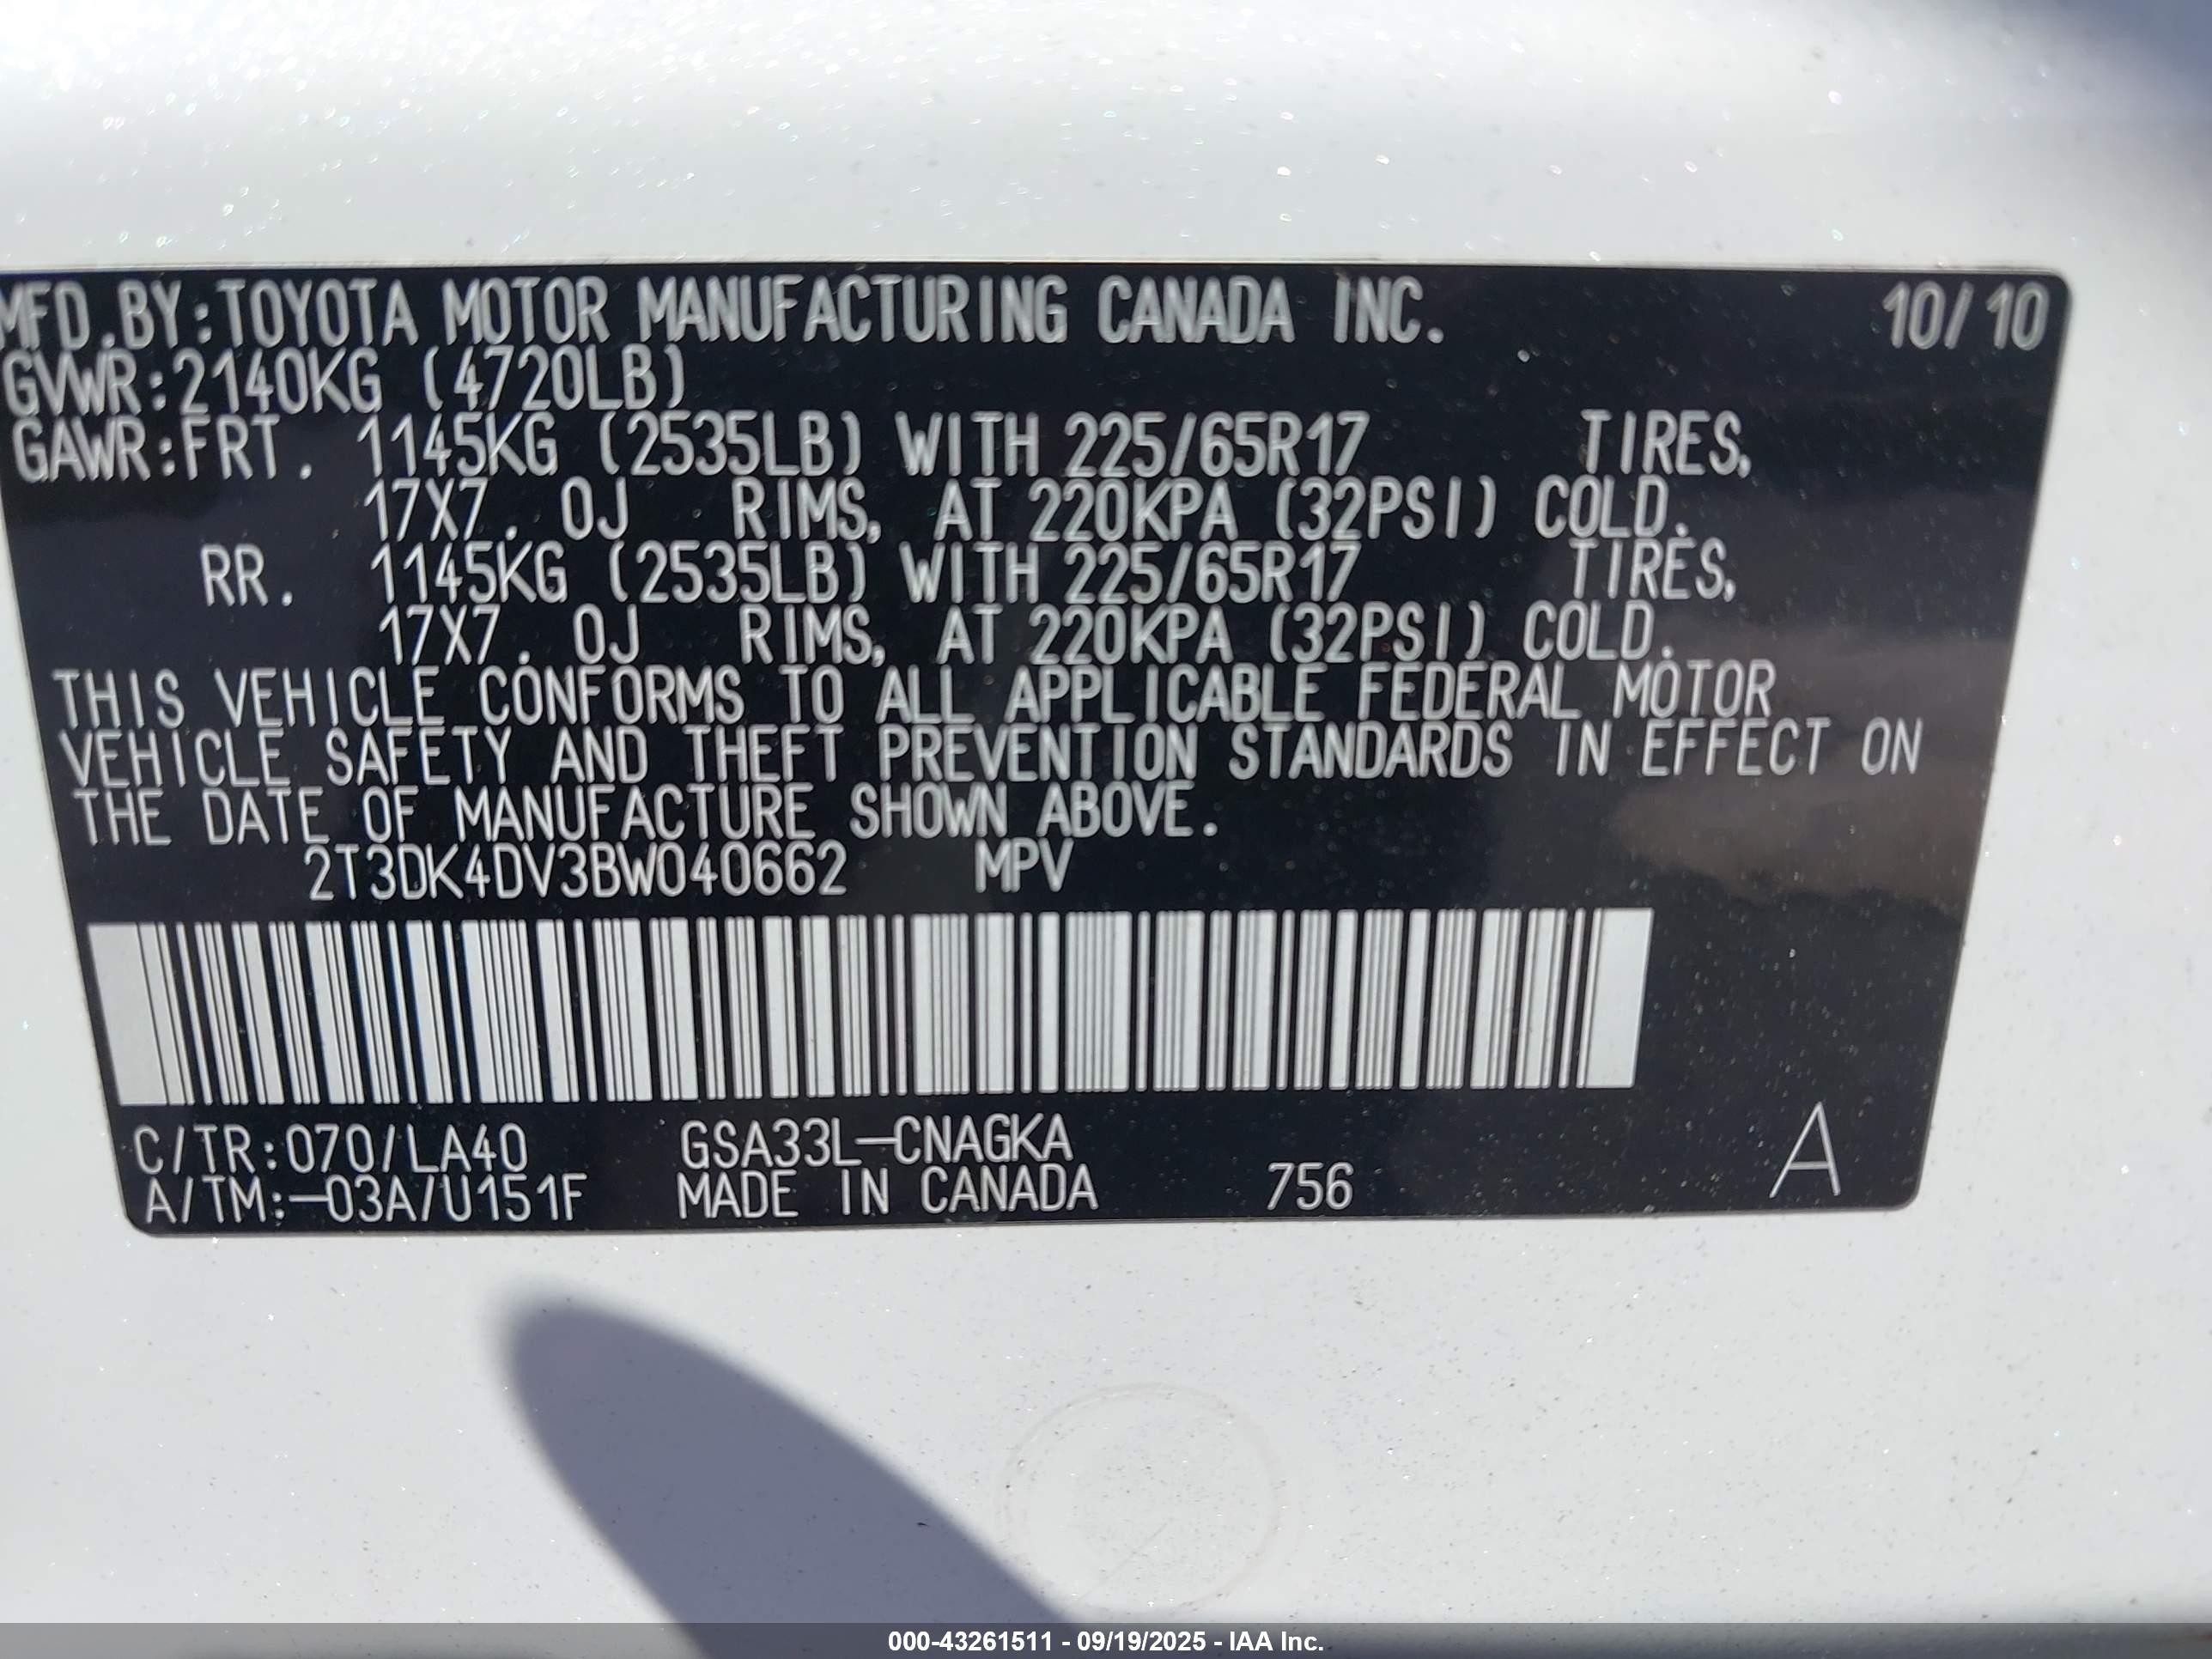 MFD.BY:TOYOTA MOTOR MANUFACTURING CANADA INC. 10/10
GVWR:2140KG (4720LB)
GAWR:FRT. 1145KG (2535LB) WITH 225/65R17 TIRES,
17X7.0J RIMS, AT 220KPA (32PSI) COLD.
RR. 1145KG (2535LB) WITH 225/65R17 TIRES,
17X7.0J RIMS, AT 220KPA (32PSI) COLD.
THIS VEHICLE CONFORMS TO ALL APPLICABLE FEDERAL MOTOR
VEHICLE SAFETY AND THEFT PREVENTION STANDARDS IN EFFECT ON
THE DATE OF MANUFACTURE SHOWN ABOVE.
2T3DK4DV3BW040662 MPV
C/TR:070/LA40 GSA33L-CNAGKA
A/TM:-03A/U151F MADE IN CANADA 756 A
000-43261511 - 09/19/2025 - IAA Inc.